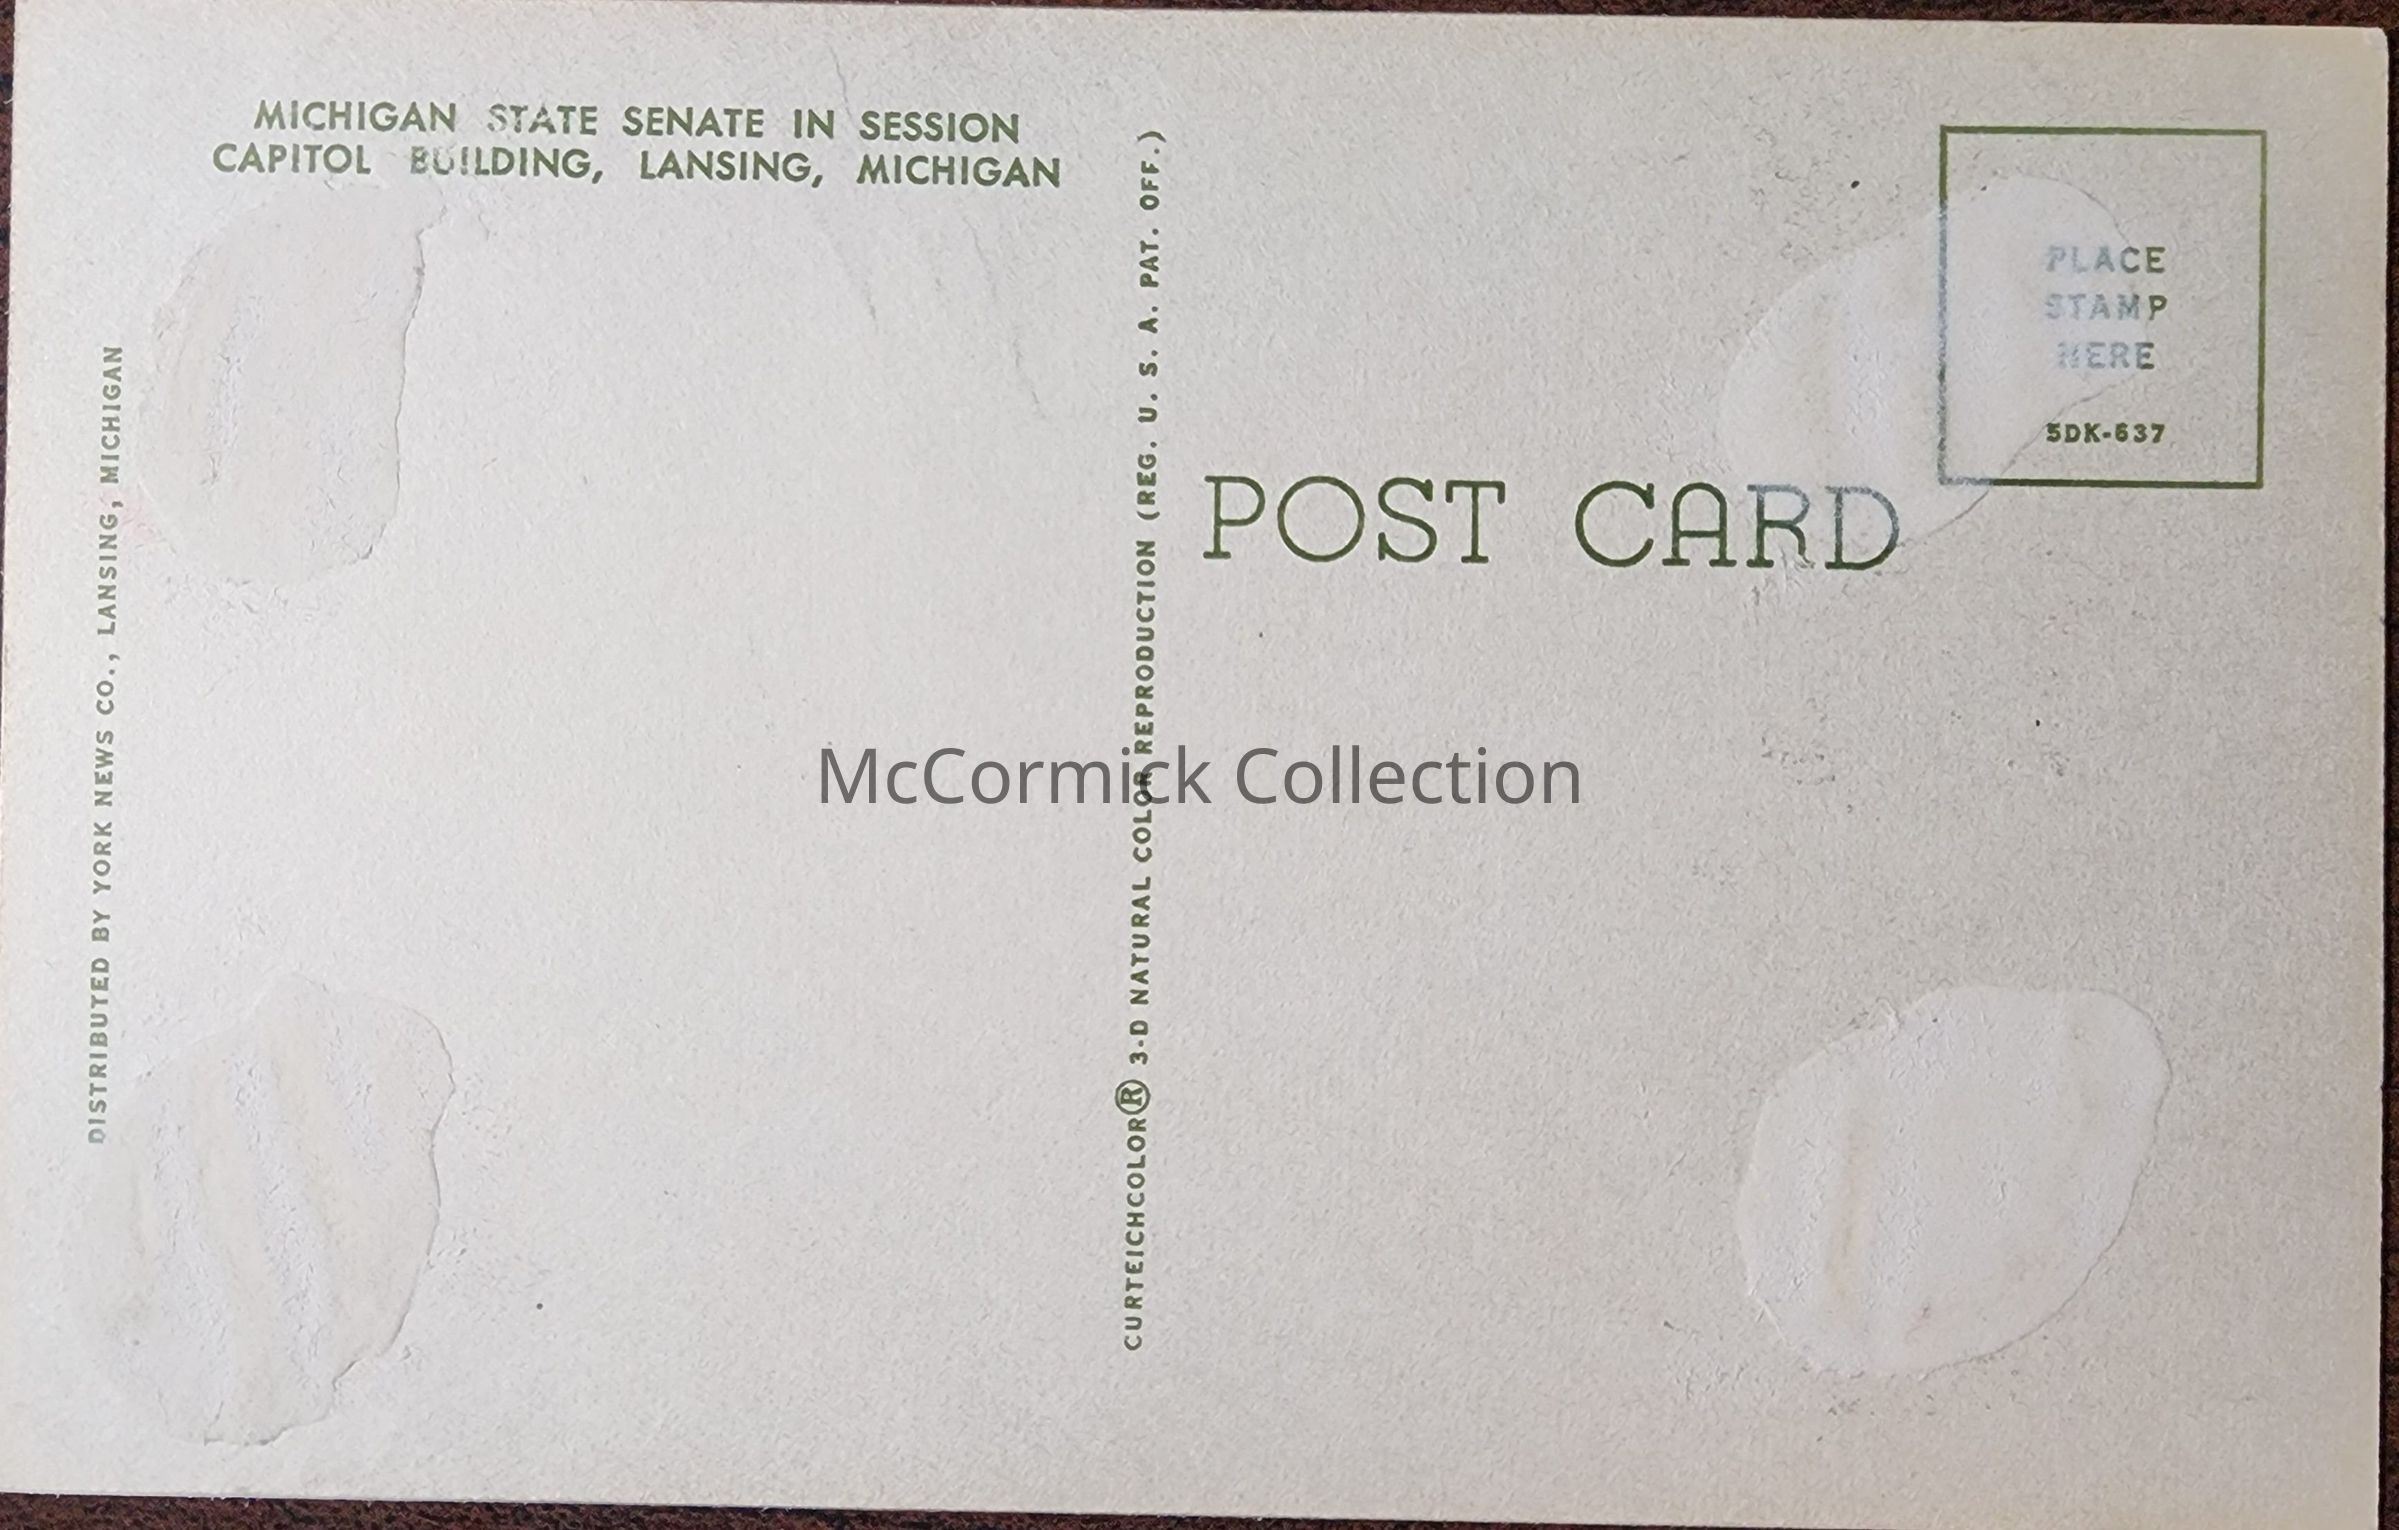 MICHIGAN STATE SENATE IN SESSION
CAPITOL BUILDING, LANSING, MICHIGAN
DISTRIBUTED BY YORK NEWS CO., LANSING, MICHIGAN
CURTEICHCOLOR® 3-D NATURAL COLOR REPRODUCTION (REG. U. S. A. PAT. OFF.)
PLACE
STAMP
HERE
5DK-637
POST CARD
McCormick Collection